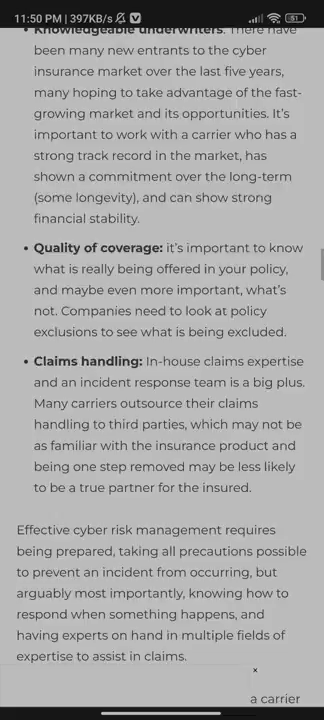 11:50 PM | 397KB/s
51
Knowledgeable underwriters: There have
been many new entrants to the cyber
insurance market over the last five years,
many hoping to take advantage of the fast-
growing market and its opportunities. It's
important to work with a carrier who has a
strong track record in the market, has
shown a commitment over the long-term
(some longevity), and can show strong
financial stability.
Quality of coverage: it's important to know
what is really being offered in your policy,
and maybe even more important, what's
not. Companies need to look at policy
exclusions to see what is being excluded.
Claims handling: In-house claims expertise
and an incident response team is a big plus.
Many carriers outsource their claims
handling to third parties, which may not be
as familiar with the insurance product and
being one step removed may be less likely
to be a true partner for the insured.
Effective cyber risk management requires
being prepared, taking all precautions possible
to prevent an incident from occurring, but
arguably most importantly, knowing how to
respond when something happens, and
having experts on hand in multiple fields of
expertise to assist in claims.
a carrier